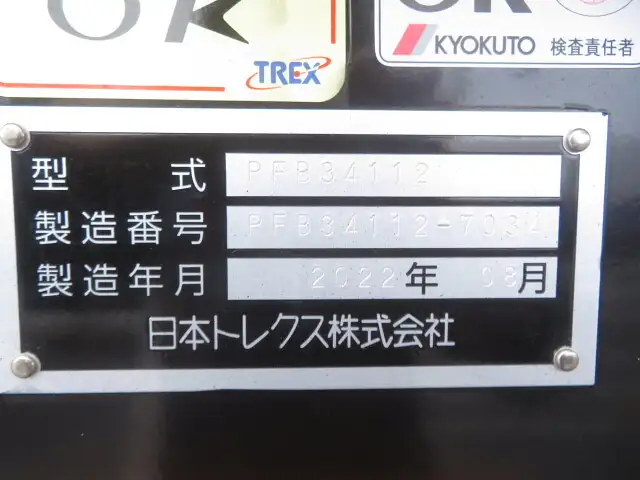 OK
TREX
OK
KYOKUTO 検査責任者
型式 PFB34112
製造番号 PFB34112-7034
製造年月 2022年 08月
日本トレクス株式会社